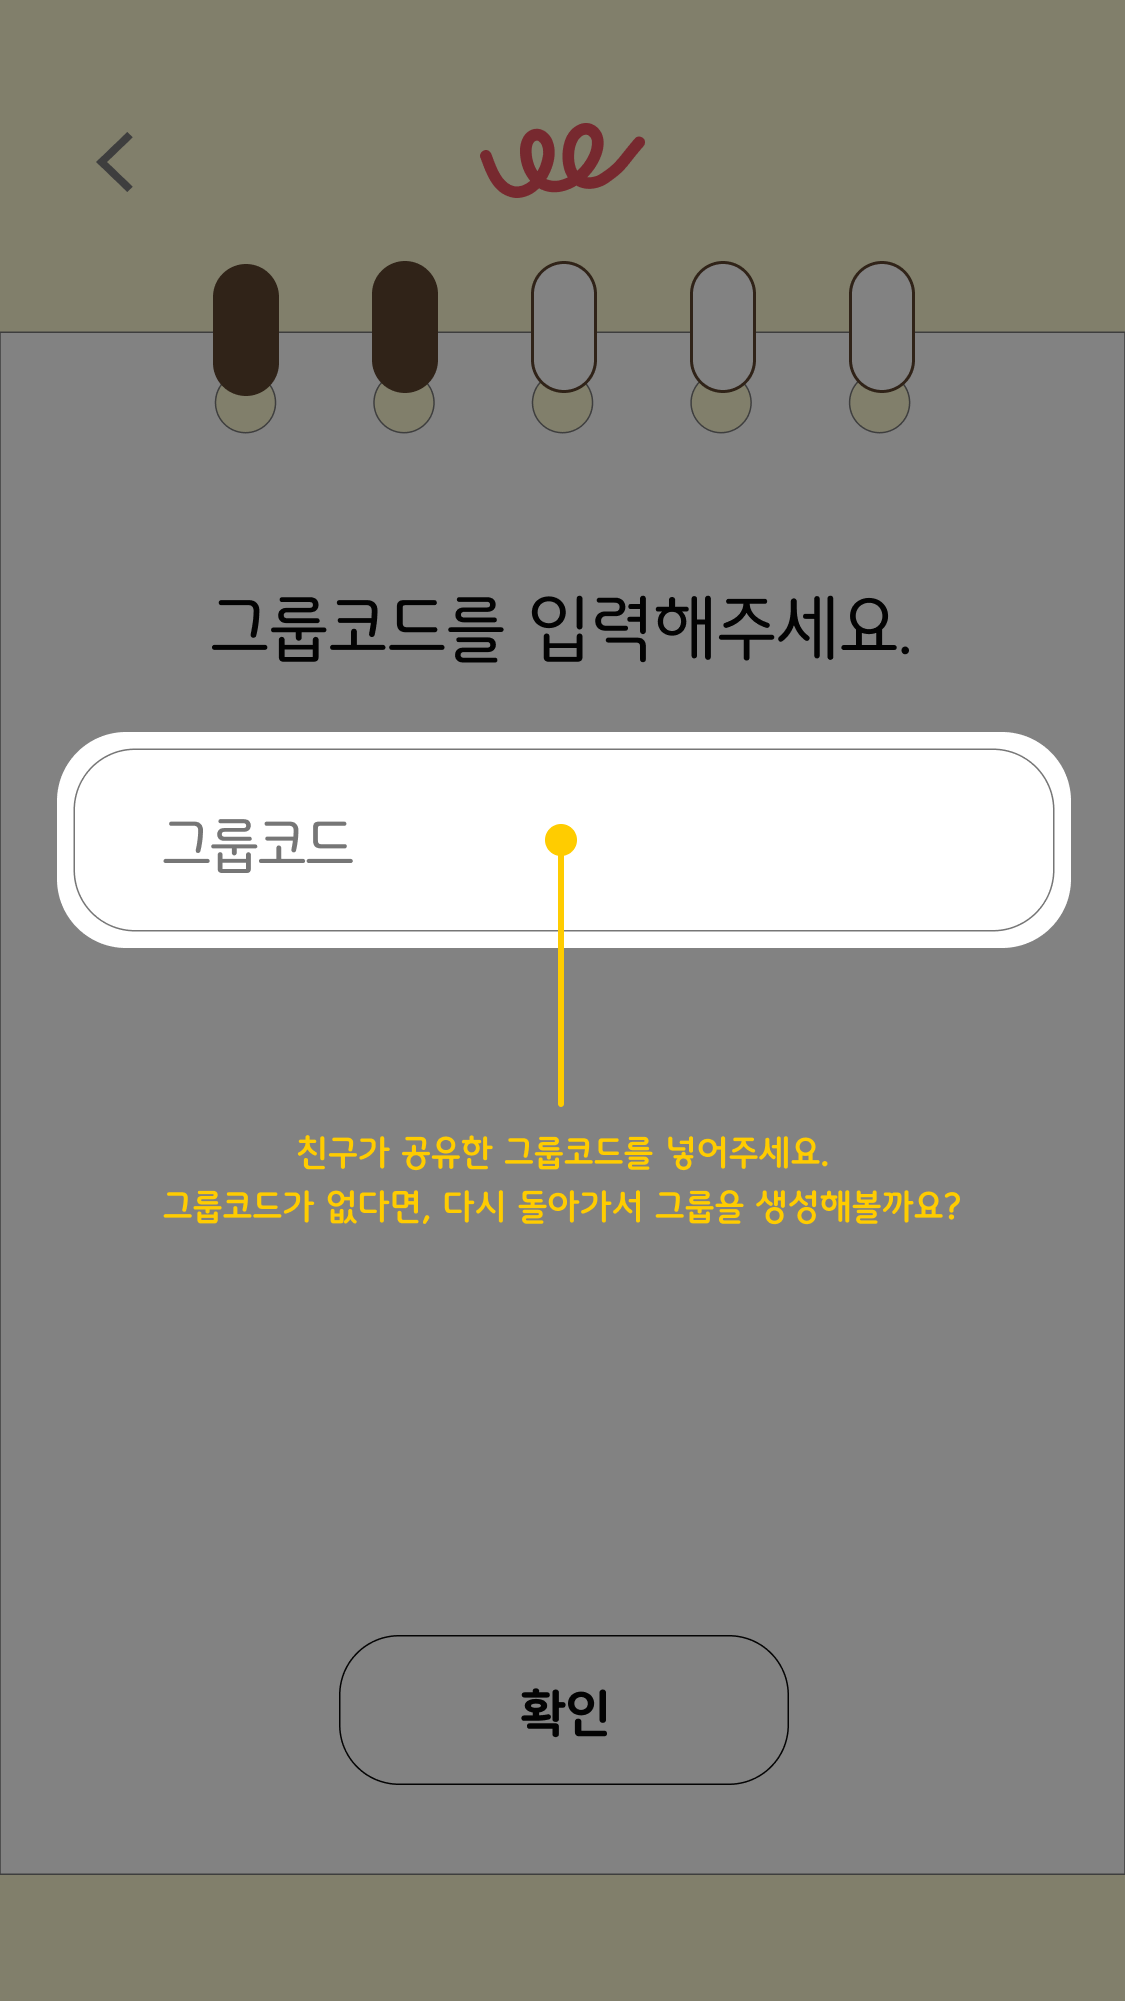 그룹코드를 입력해주세요.
그룹코드
친구가 공유한 그룹코드를 넣어주세요.
그룹코드가 없다면, 다시 돌아가서 그룹을 생성해볼까요?
확인